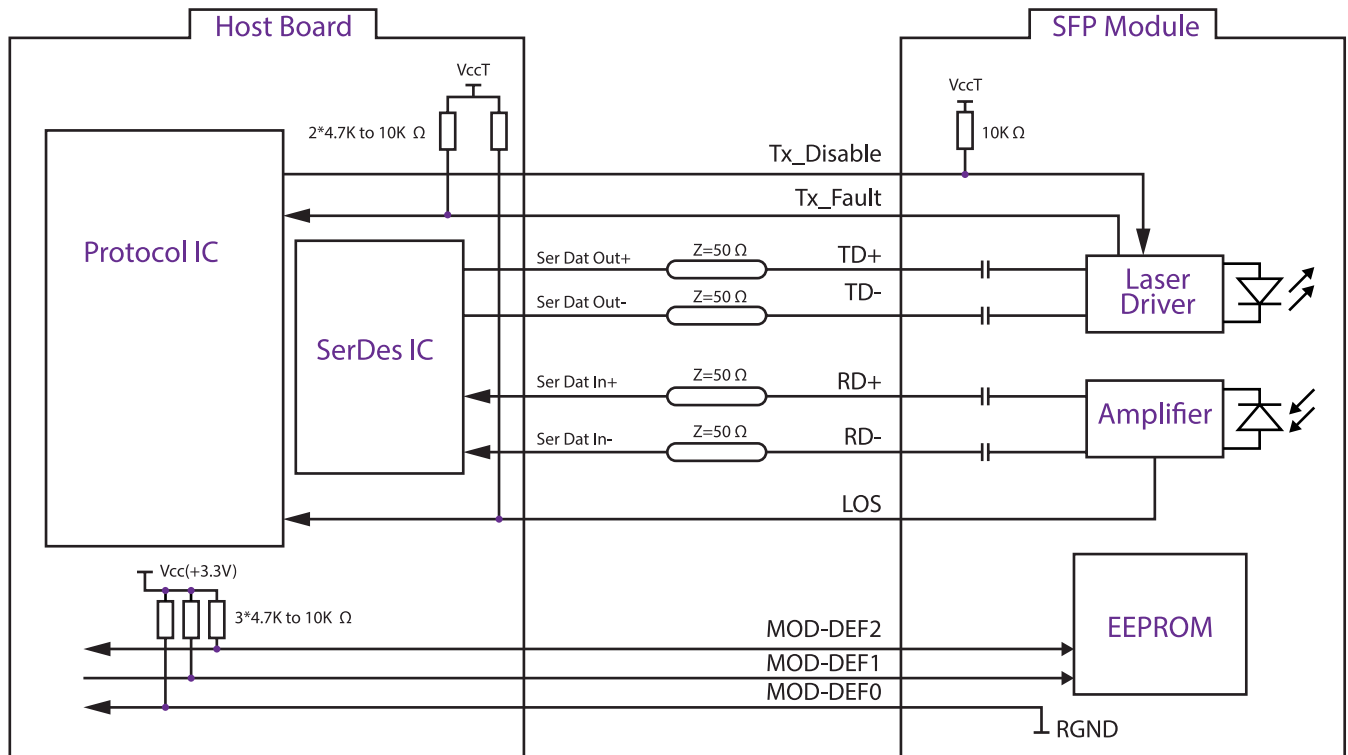 Host Board
SFP Module
VccT
VccT
2*4.7K to 10K Ω
10K Ω
Tx_Disable
Tx_Fault
Protocol IC
Ser Dat Out+
Z=50 Ω
TD+
Ser Dat Out-
Z=50 Ω
TD-
Laser
Driver
SerDes IC
Ser Dat In+
Z=50 Ω
RD+
Ser Dat In-
Z=50 Ω
RD-
Amplifier
LOS
Vcc(+3.3V)
3*4.7K to 10K Ω
MOD-DEF2
MOD-DEF1
MOD-DEF0
EEPROM
RGND